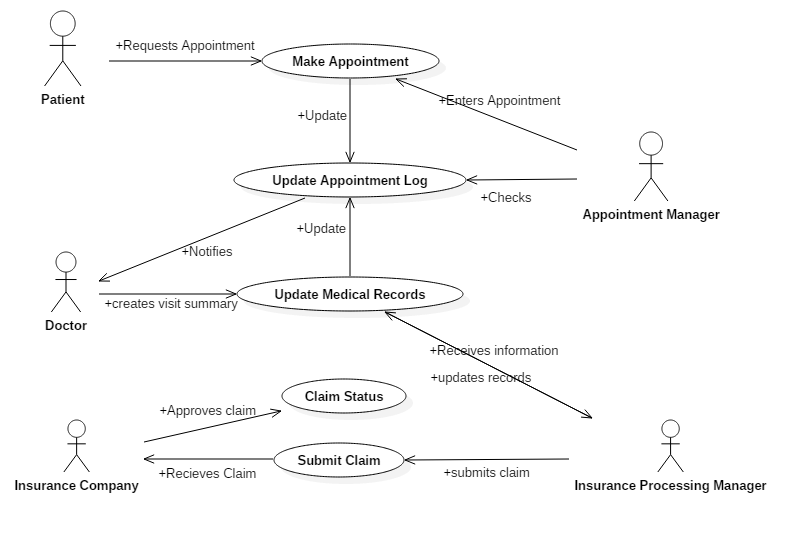 +Requests Appointment
Make Appointment
Patient
+Enters Appointment
+Update
Update Appointment Log
+Checks
Appointment Manager
+Update
+Notifies
Update Medical Records
+creates visit summary
Doctor
+Receives information
+updates records
Claim Status
+Approves claim
Submit Claim
+Recieves Claim
+submits claim
Insurance Company
Insurance Processing Manager